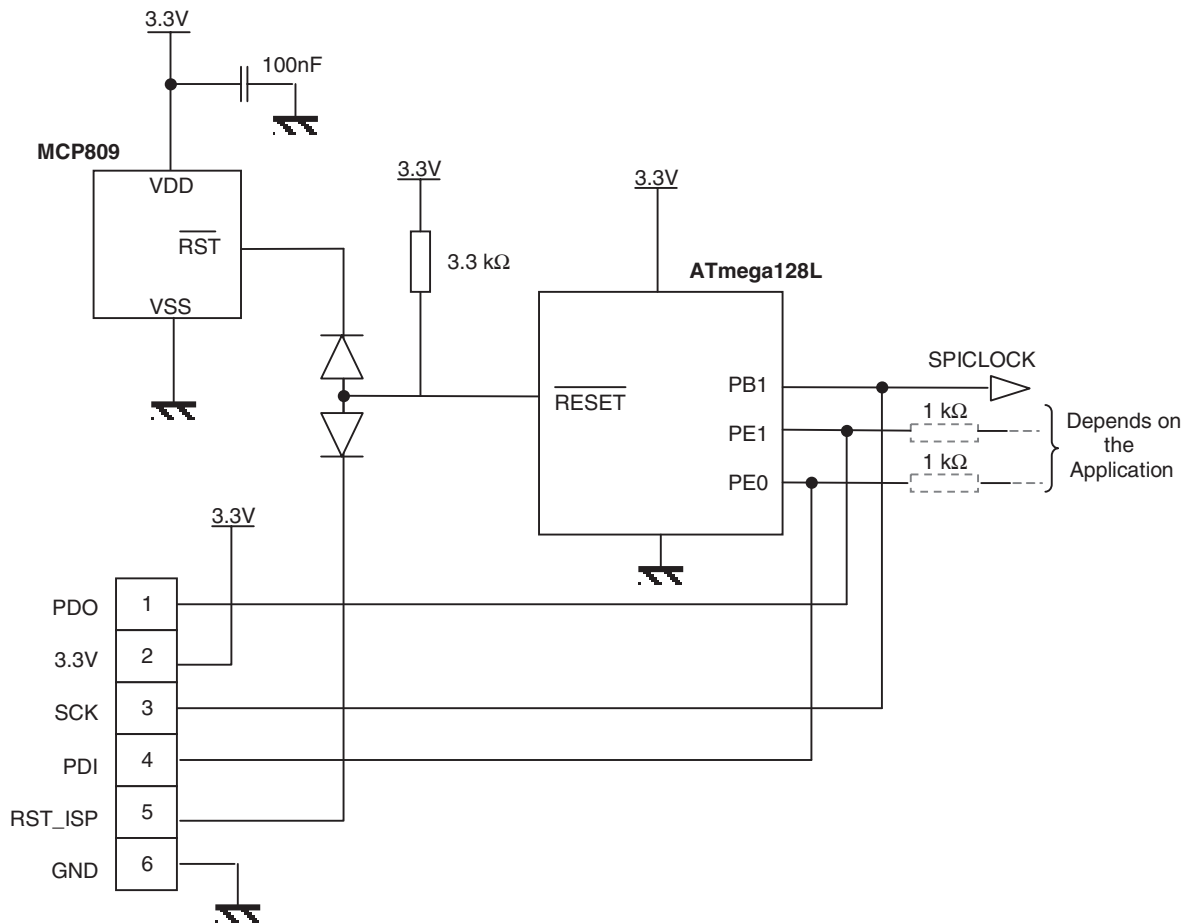 3.3V
100nF
MCP809
VDD
RST
VSS
3.3V
3.3 kΩ
3.3V
ATmega128L
RESET
PB1
PE1
PE0
SPICLOCK
1 kΩ
1 kΩ
Depends on
the
Application
3.3V
PDO 1
3.3V 2
SCK 3
PDI 4
RST_ISP 5
GND 6